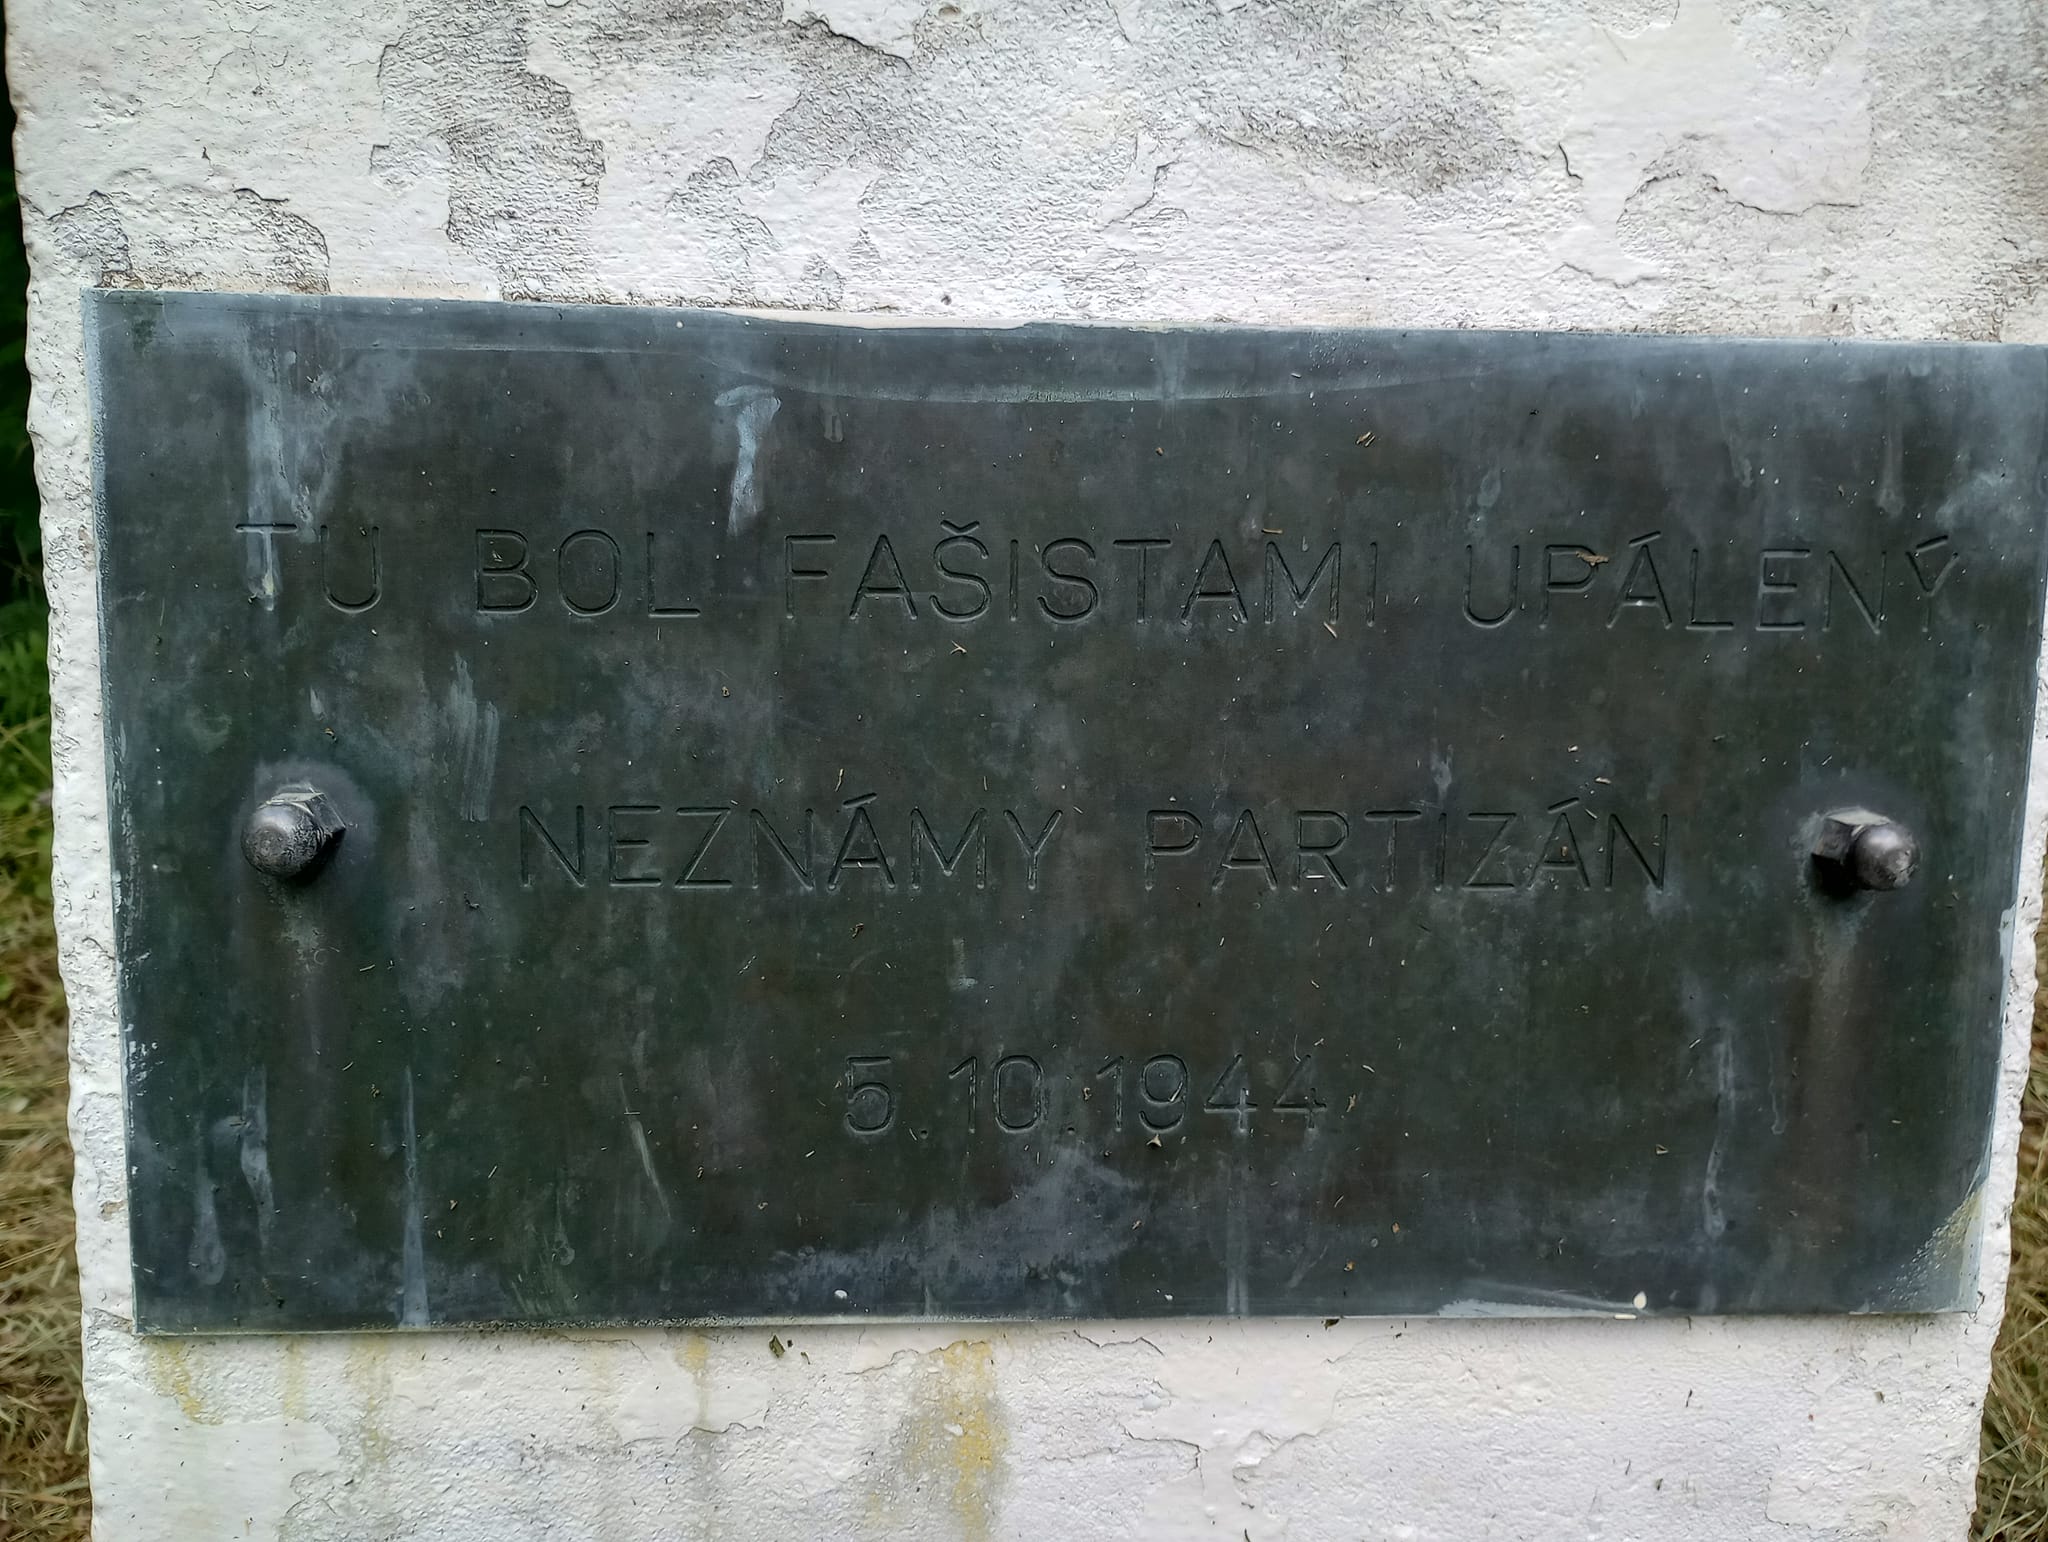 TU BOL FAŠISTAMI UPÁLENÝ
NEZNÁMY PARTIZÁN
5.10.1944